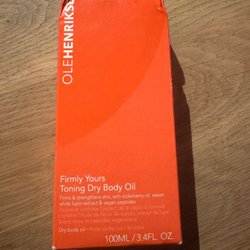 OLEHENRIKSE
Firmly Yours
Toning Dry Body Oil
Firms & strengthens skin, with elderberry oil, sweet
white lupin extract & vegan peptides
Dry body oil
100ML / 3.4FL. OZ.